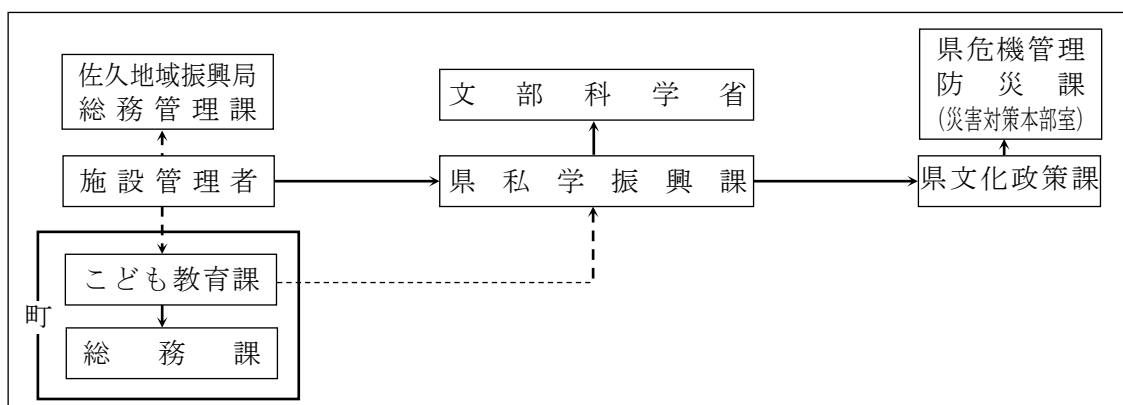 佐久地域振興局
総務管理課
文部科学省
県危機管理
防災課
(災害対策本部室)
施設管理者
県私学振興課
県文化政策課
町
こども教育課
総務課